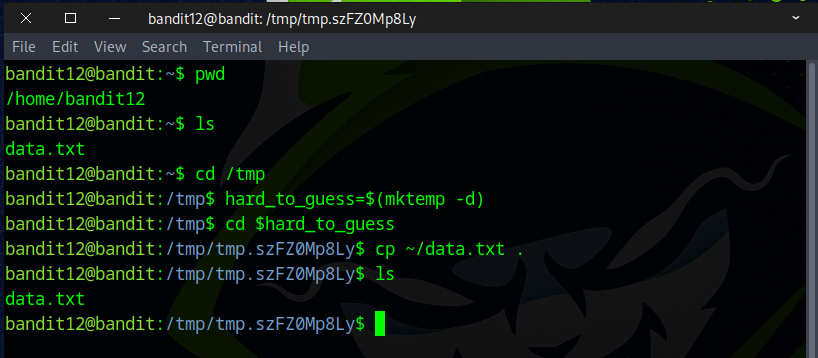 bandit12@bandit: /tmp/tmp.szFZ0Mp8Ly
File Edit View Search Terminal Help
bandit12@bandit:~$ pwd
/home/bandit12
bandit12@bandit:~$ ls
data.txt
bandit12@bandit:~$ cd /tmp
bandit12@bandit:/tmp$ hard_to_guess=$(mktemp -d)
bandit12@bandit:/tmp$ cd $hard_to_guess
bandit12@bandit:/tmp/tmp.szFZ0Mp8Ly$ cp ~/data.txt .
bandit12@bandit:/tmp/tmp.szFZ0Mp8Ly$ ls
data.txt
bandit12@bandit:/tmp/tmp.szFZ0Mp8Ly$